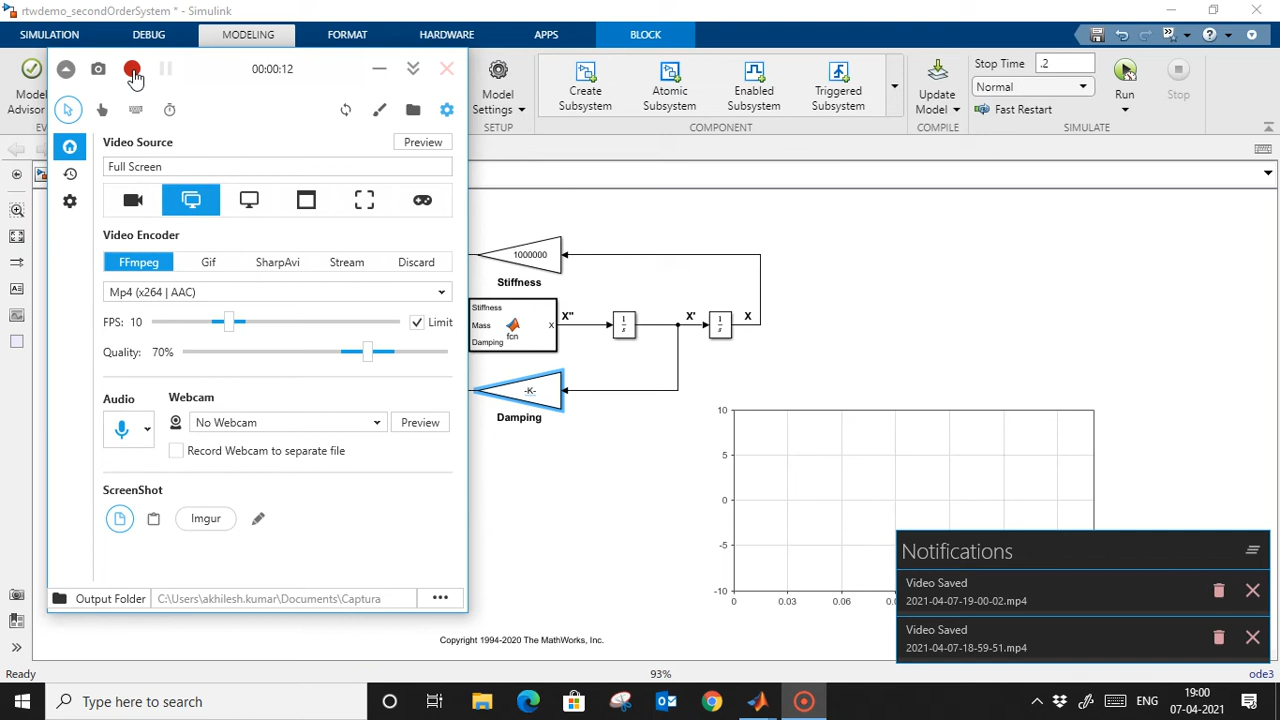 rtwdemo_secondOrderSystem * - Simulink
SIMULATION DEBUG MODELING FORMAT HARDWARE APPS BLOCK
Model
Advisor
00:00:12
Model
Settings
SETUP
Create
Subsystem
Atomic
Subsystem
Enabled
Subsystem
Triggered
Subsystem
COMPONENT
Update
Model
COMPILE
Stop Time .2
Normal
Fast Restart
Run
Stop
SIMULATE
Video Source
Preview
Full Screen
Video Encoder
FFmpeg Gif SharpAvi Stream Discard
Mp4 (x264 | AAC)
FPS: 10
Limit
Quality: 70%
Audio
Webcam
No Webcam
Preview
Record Webcam to separate file
ScreenShot
Imgur
Output Folder C:\Users\akhilesh.kumar\Documents\Captura
1000000
Stiffness
Stiffness
Mass
Damping
fcn
X
X''
1
s
X'
1
s
X
-K-
Damping
10
5
0
-5
-10
0 0.03 0.06
Copyright 1994-2020 The MathWorks, Inc.
Notifications
Video Saved
2021-04-07-19-00-02.mp4
Video Saved
2021-04-07-18-59-51.mp4
Ready 93% ode3
Type here to search
ENG
19:00
07-04-2021